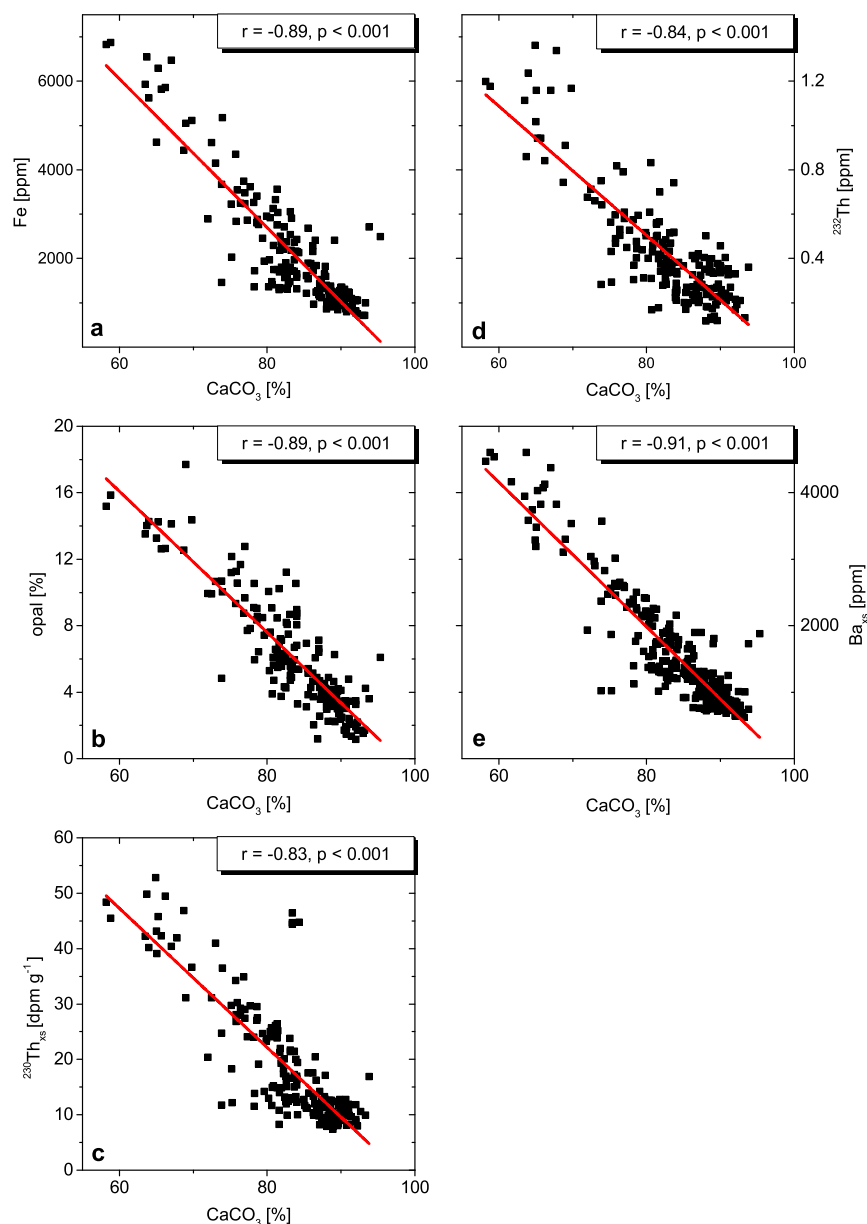 r = -0.89, p < 0.001
6000
4000
2000
Fe [ppm]
a
60 80 100
CaCO₃ [%]
r = -0.84, p < 0.001
1.2
0.8
0.4
²³²Th [ppm]
d
60 80 100
CaCO₃ [%]
r = -0.89, p < 0.001
20
16
12
8
4
0
opal [%]
b
60 80 100
CaCO₃ [%]
r = -0.91, p < 0.001
4000
2000
Baₓₛ [ppm]
e
60 80 100
CaCO₃ [%]
r = -0.83, p < 0.001
60
50
40
30
20
10
0
²³⁰Thₓₛ [dpm g⁻¹]
c
60 80 100
CaCO₃ [%]